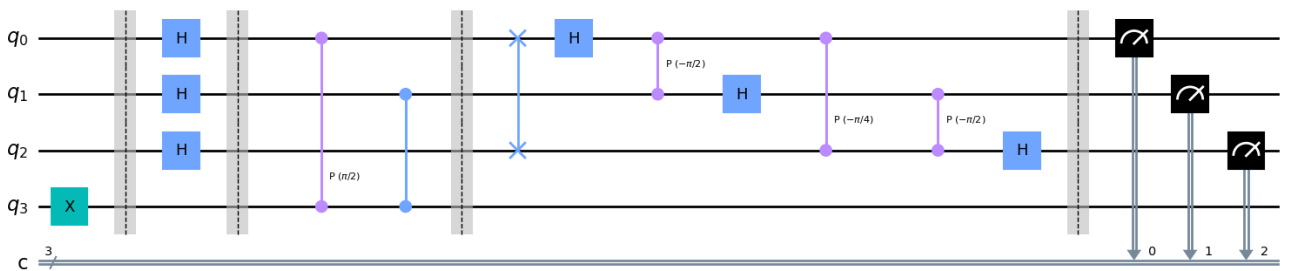 q0 H H P (−π/2)
q1 H H P (−π/4) P (−π/2)
q2 H P (π/2) H
q3 X
c 3 0 1 2